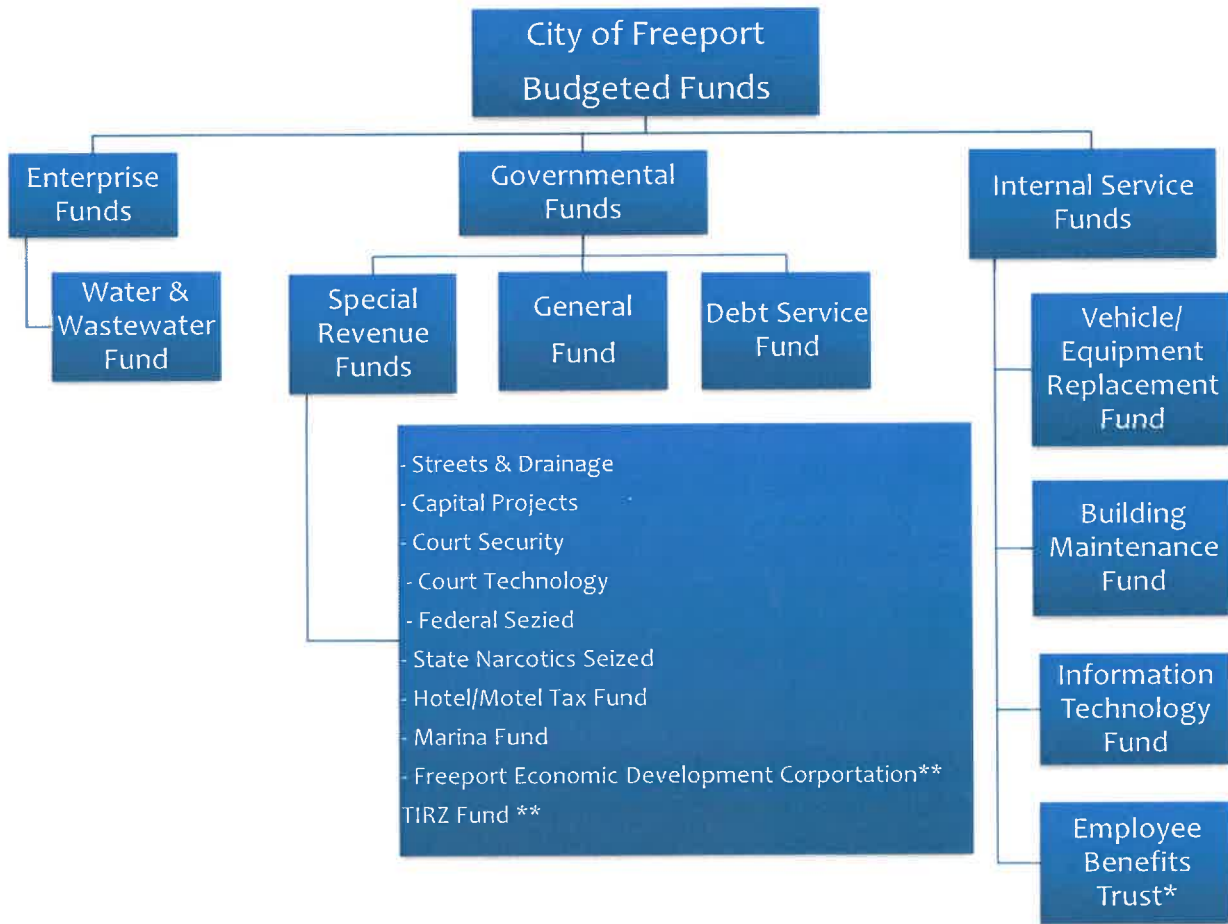 City of Freeport
Budgeted Funds
Enterprise
Funds
Governmental
Funds
Internal Service
Funds
Water &
Wastewater
Fund
Special
Revenue
Funds
General
Fund
Debt Service
Fund
Vehicle/
Equipment
Replacement
Fund
- Streets & Drainage
- Capital Projects
- Court Security
- Court Technology
- Federal Sezied
- State Narcotics Seized
- Hotel/Motel Tax Fund
- Marina Fund
- Freeport Economic Development Corportation**
TIRZ Fund **
Building
Maintenance
Fund
Information
Technology
Fund
Employee
Benefits
Trust*